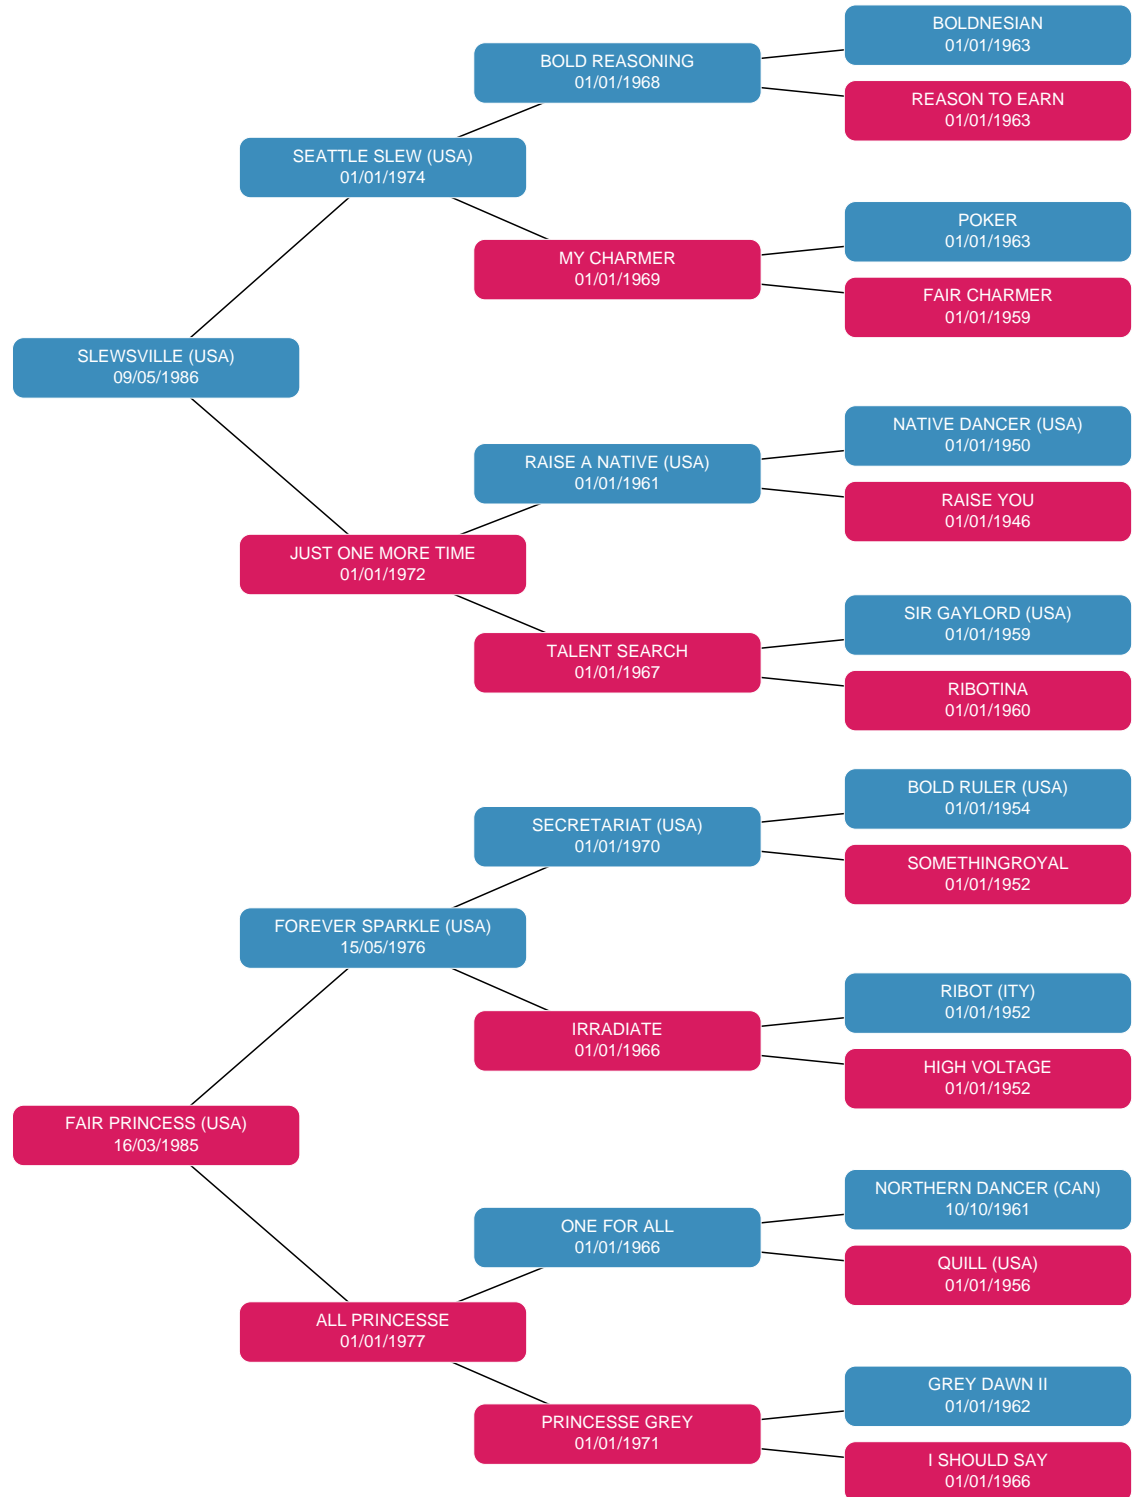 BOLDNESIAN
01/01/1963
BOLD REASONING
01/01/1968
REASON TO EARN
01/01/1963
SEATTLE SLEW (USA)
01/01/1974
POKER
01/01/1963
MY CHARMER
01/01/1969
FAIR CHARMER
01/01/1959
SLEWSVILLE (USA)
09/05/1986
NATIVE DANCER (USA)
01/01/1950
RAISE A NATIVE (USA)
01/01/1961
RAISE YOU
01/01/1946
JUST ONE MORE TIME
01/01/1972
SIR GAYLORD (USA)
01/01/1959
TALENT SEARCH
01/01/1967
RIBOTINA
01/01/1960
BOLD RULER (USA)
01/01/1954
SECRETARIAT (USA)
01/01/1970
SOMETHINGROYAL
01/01/1952
FOREVER SPARKLE (USA)
15/05/1976
RIBOT (ITY)
01/01/1952
IRRADIATE
01/01/1966
HIGH VOLTAGE
01/01/1952
FAIR PRINCESS (USA)
16/03/1985
NORTHERN DANCER (CAN)
10/10/1961
ONE FOR ALL
01/01/1966
QUILL (USA)
01/01/1956
ALL PRINCESSE
01/01/1977
GREY DAWN II
01/01/1962
PRINCESSE GREY
01/01/1971
I SHOULD SAY
01/01/1966